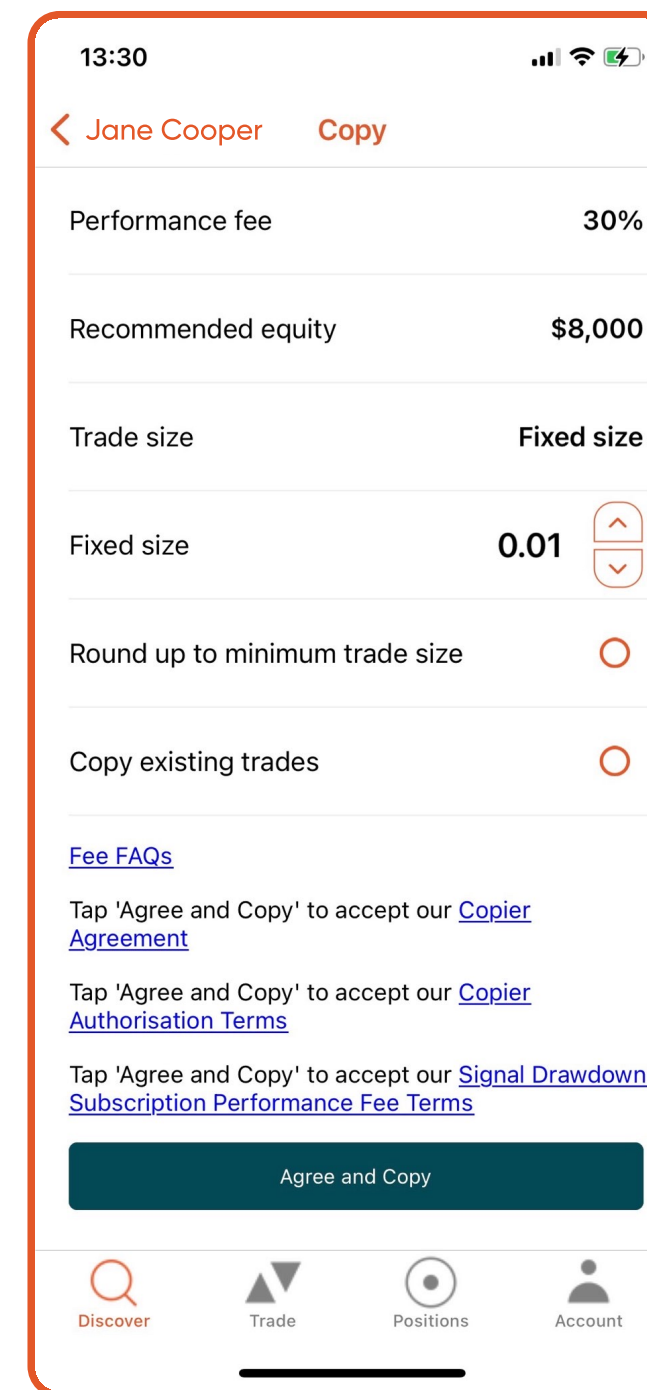 13:30
Jane Cooper Copy
Performance fee 30%
Recommended equity $8,000
Trade size Fixed size
Fixed size 0.01
Round up to minimum trade size
Copy existing trades
Fee FAQs
Tap 'Agree and Copy' to accept our Copier
Agreement
Tap 'Agree and Copy' to accept our Copier
Authorisation Terms
Tap 'Agree and Copy' to accept our Signal Drawdown
Subscription Performance Fee Terms
Agree and Copy
Discover Trade Positions Account